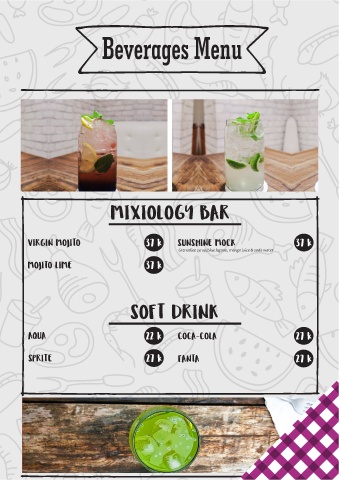 Beverages Menu
MIXIOLOGY BAR
VIRGIN MOJITO 37 K
SUNSHINE MOCK 37 K
MOJITO LIME 37 K
SOFT DRINK
AQUA 22 K
COCA-COLA 27 K
SPRITE 27 K
FANTA 27 K